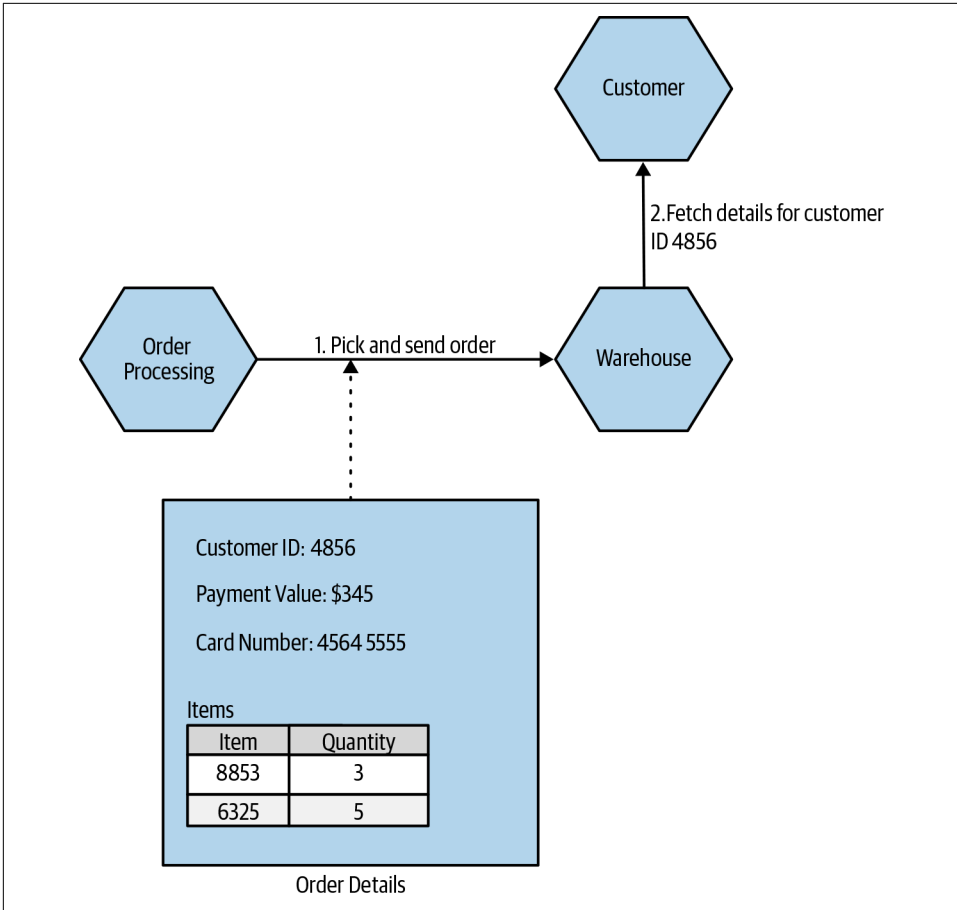 Customer
2.Fetch details for customer
ID 4856
Order
Processing
1. Pick and send order
Warehouse
Customer ID: 4856
Payment Value: $345
Card Number: 4564 5555
Items
Item Quantity
8853 3
6325 5
Order Details